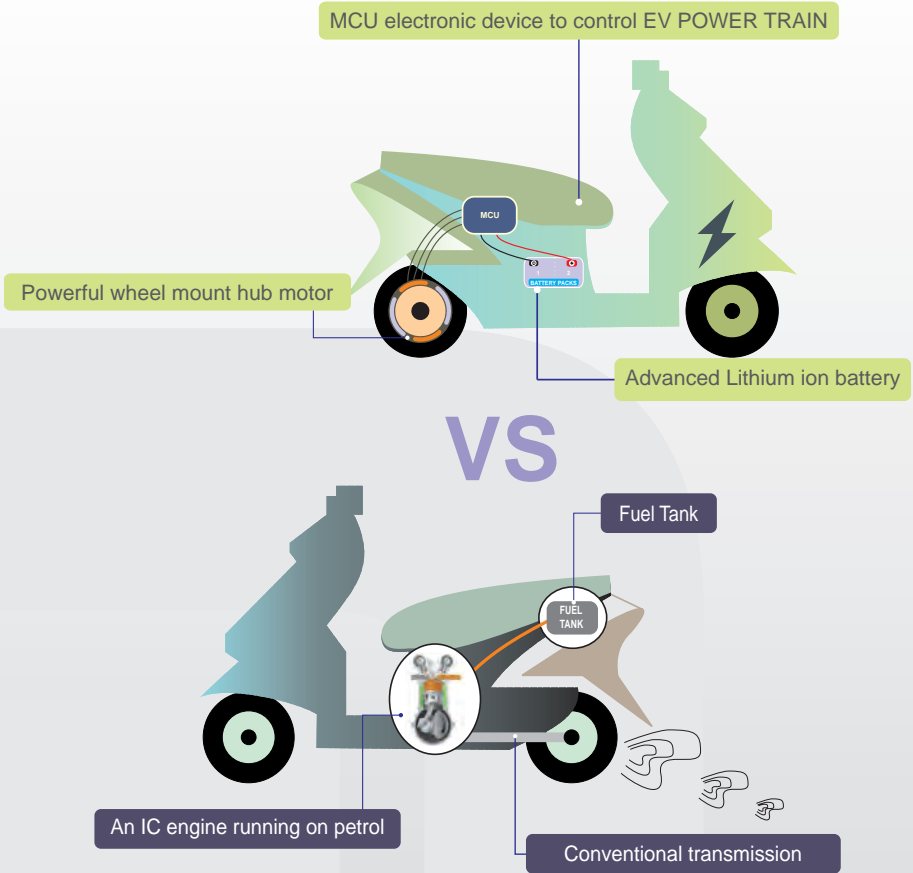 MCU electronic device to control EV POWER TRAIN
MCU
1 2
BATTERY PACKS
Powerful wheel mount hub motor
Advanced Lithium ion battery
VS
Fuel Tank
FUEL
TANK
An IC engine running on petrol
Conventional transmission